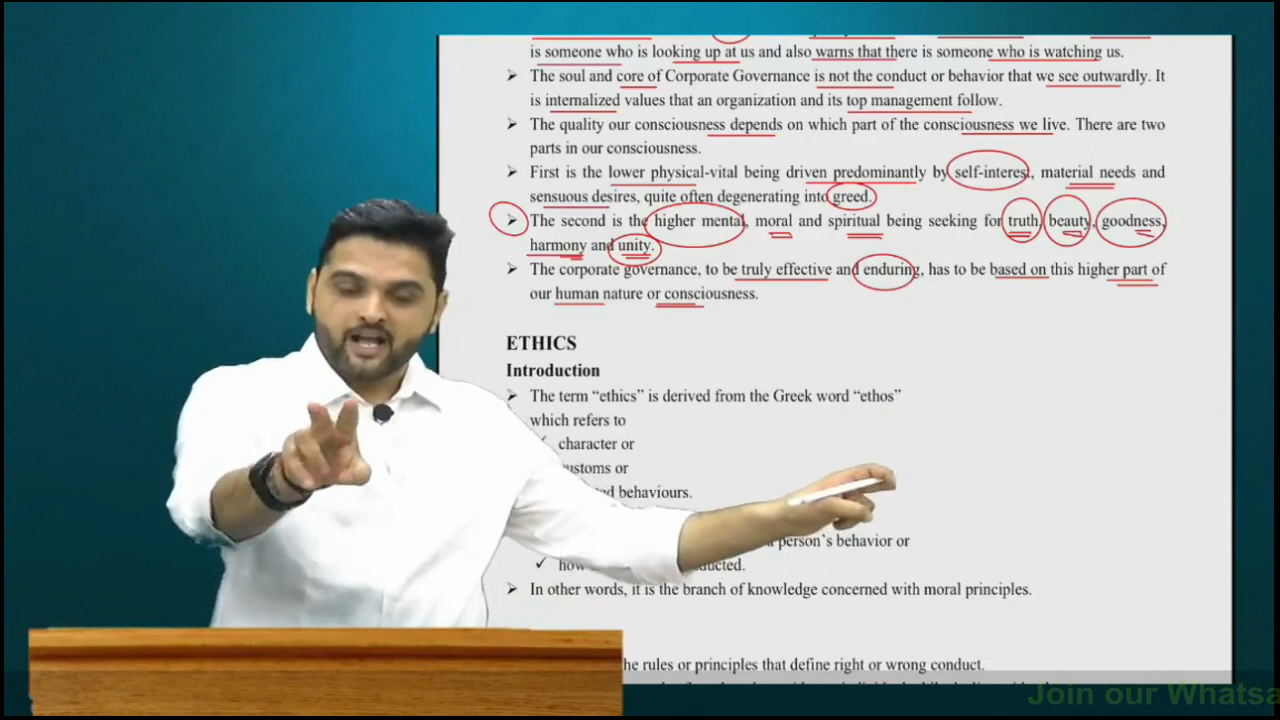 is someone who is looking up at us and also warns that there is someone who is watching us.
➤ The soul and core of Corporate Governance is not the conduct or behavior that we see outwardly. It
is internalized values that an organization and its top management follow.
➤ The quality our consciousness depends on which part of the consciousness we live. There are two
parts in our consciousness.
➤ First is the lower physical-vital being driven predominantly by self-interest, material needs and
sensuous desires, quite often degenerating into greed.
➤ The second is the higher mental, moral and spiritual being seeking for truth, beauty, goodness,
harmony and unity.
➤ The corporate governance, to be truly effective and enduring, has to be based on this higher part of
our human nature or consciousness.
ETHICS
Introduction
➤ The term “ethics” is derived from the Greek word “ethos”
which refers to
✓ character or
customs or
behaviours.
person’s behavior or
✓ how
➤ In other words, it is the branch of knowledge concerned with moral principles.
the rules or principles that define right or wrong conduct.
Join our